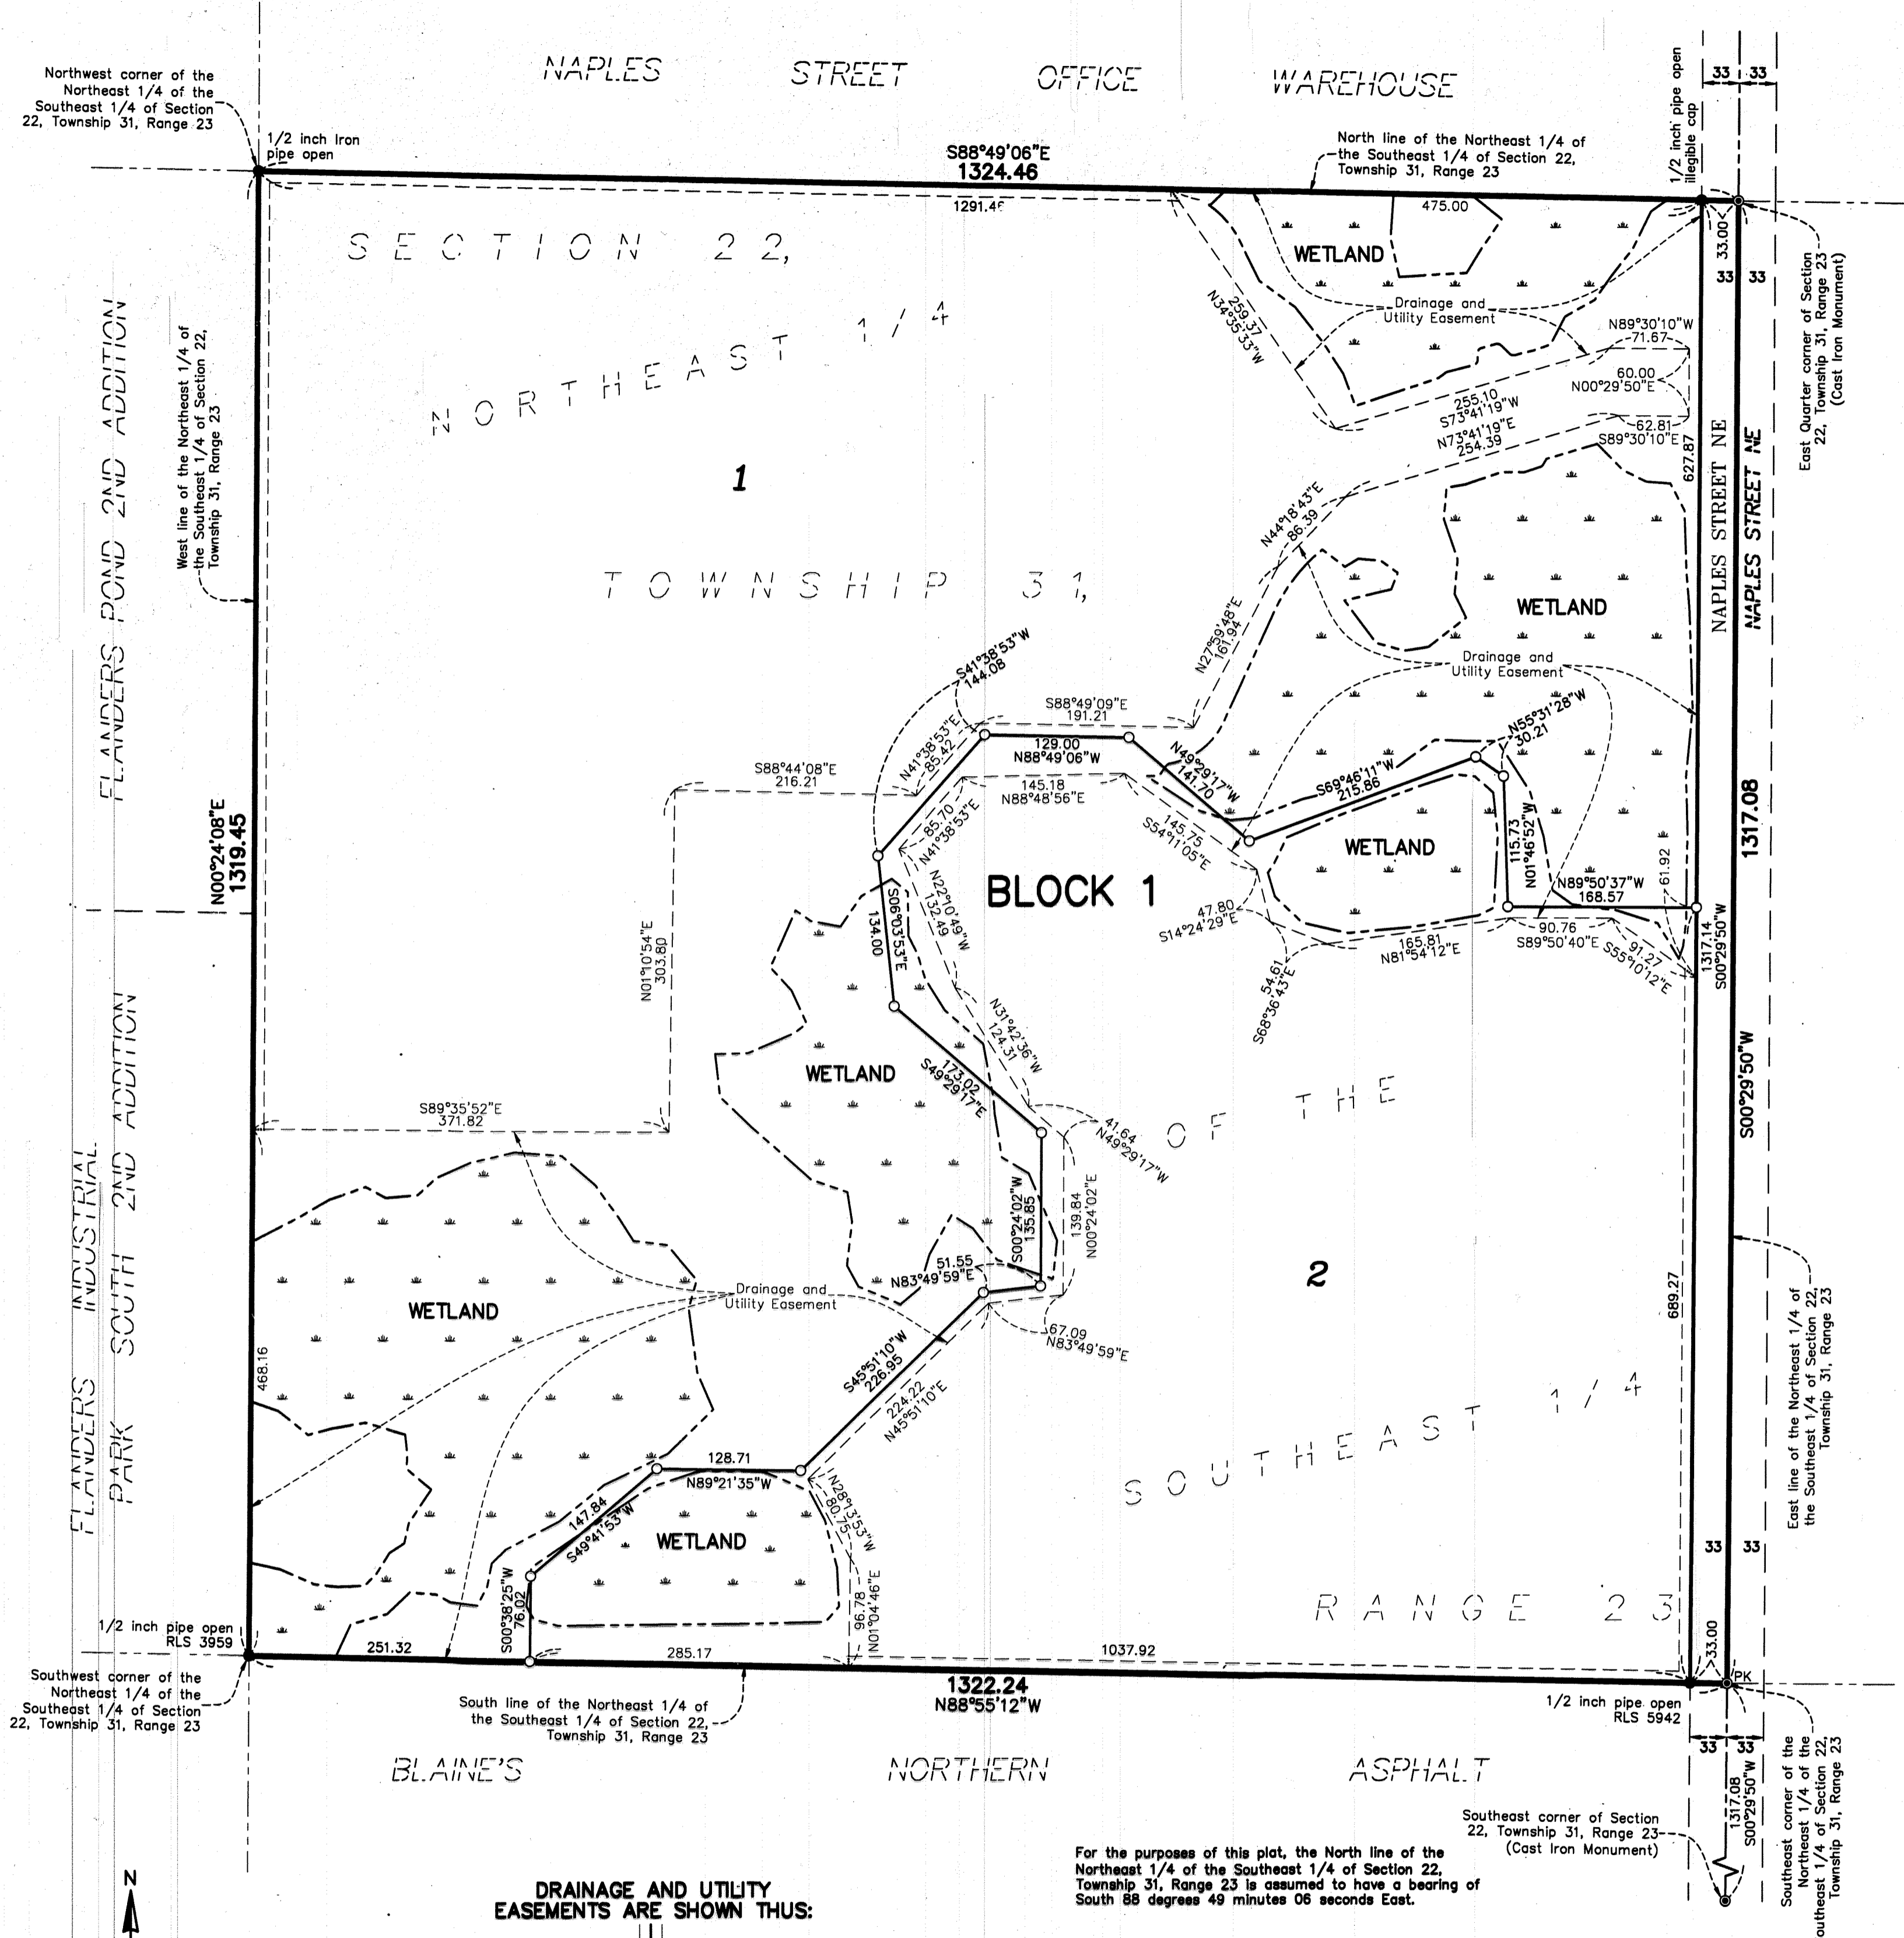 NAPLES STREET OFFICE WAREHOUSE
Northwest corner of the
Northeast 1/4 of the
Southeast 1/4 of Section
22, Township 31, Range 23
1/2 inch Iron
pipe open
S88°49'06"E
1324.46
1291.46
North line of the Northeast 1/4 of
the Southeast 1/4 of Section 22,
Township 31, Range 23
475.00
1/2 inch pipe open
illegible cap
33 33
33.00
33 33
East Quarter corner of Section
22, Township 31, Range 23
(Cast Iron Monument)
SECTION 22,
NORTHEAST 1/4
1
TOWNSHIP 31,
WETLAND
Drainage and
Utility Easement
259.37
N34°35'33"W
N89°30'10"W
71.67
60.00
N00°29'50"E
255.10
S73°41'19"W
N73°41'19"E
254.39
62.81
S89°30'10"E
627.87
NAPLES STREET NE
NAPLES STREET NE
FLANDERS POND 2ND ADDITION
West line of the Northeast 1/4 of
the Southeast 1/4 of Section 22,
Township 31, Range 23
N00°24'08"E
1319.45
N44°18'43"E
86.39
N27°59'48"E
161.94
WETLAND
Drainage and
Utility Easement
S41°38'53"W
144.08
S88°49'09"E
191.21
N41°38'53"E
85.42
129.00
N88°49'06"W
S88°44'08"E
216.21
145.18
N88°48'56"E
85.70
N41°38'53"E
N49°29'17"W
141.70
145.75
S54°11'05"E
S69°46'11"W
215.86
N55°31'28"W
30.21
115.73
N01°46'52"W
WETLAND
N89°50'37"W
168.57
61.92
90.76
S89°50'40"E
91.27
S55°10'12"E
165.81
N81°54'12"E
47.80
S14°24'29"E
54.61
S68°36'43"E
1317.14
S00°29'50"W
1317.08
S00°29'50"W
BLOCK 1
N22°10'49"W
132.49
S06°03'53"E
134.00
N01°10'54"E
303.80
N31°42'36"W
124.31
173.02
S49°29'17"E
WETLAND
S89°35'52"E
371.82
41.64
N49°29'17"W
S00°24'02"W
135.85
139.84
N00°24'02"E
51.55
N83°49'59"E
67.09
N83°49'59"E
OF THE
2
SOUTHEAST 1/4
RANGE 23
FLANDERS INDUSTRIAL
PARK SOUTH 2ND ADDITION
WETLAND
Drainage and
Utility Easement
468.16
S45°51'10"W
226.95
224.22
N45°51'10"E
128.71
N89°21'35"W
147.84
S49°41'53"W
WETLAND
N28°13'53"W
80.75
S00°38'25"W
76.02
96.78
N01°04'46"E
689.27
East line of the Northeast 1/4 of
the Southeast 1/4 of Section 22,
Township 31, Range 23
33 33
33.00
PK
1/2 inch pipe open
RLS 3959
Southwest corner of the
Northeast 1/4 of the
Southeast 1/4 of Section
22, Township 31, Range 23
251.32
285.17
1037.92
1322.24
N88°55'12"W
South line of the Northeast 1/4 of
the Southeast 1/4 of Section 22,
Township 31, Range 23
1/2 inch pipe open
RLS 5942
33 33
1317.08
S00°29'50"W
Southeast corner of the
Northeast 1/4 of the
outheast 1/4 of Section 22,
Township 31, Range 23
BLAINE'S NORTHERN ASPHALT
Southeast corner of Section
22, Township 31, Range 23
(Cast Iron Monument)
For the purposes of this plat, the North line of the
Northeast 1/4 of the Southeast 1/4 of Section 22,
Township 31, Range 23 is assumed to have a bearing of
South 88 degrees 49 minutes 06 seconds East.
N
DRAINAGE AND UTILITY
EASEMENTS ARE SHOWN THUS: